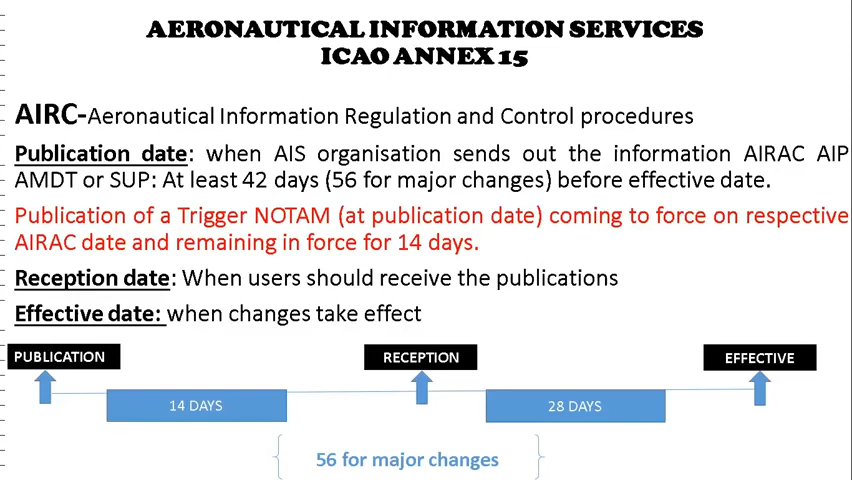 AERONAUTICAL INFORMATION SERVICES
ICAO ANNEX 15
AIRC-Aeronautical Information Regulation and Control procedures
Publication date: when AIS organisation sends out the information AIRAC AIP
AMDT or SUP: At least 42 days (56 for major changes) before effective date.
Publication of a Trigger NOTAM (at publication date) coming to force on respective
AIRAC date and remaining in force for 14 days.
Reception date: When users should receive the publications
Effective date: when changes take effect
PUBLICATION RECEPTION EFFECTIVE
14 DAYS 28 DAYS
56 for major changes